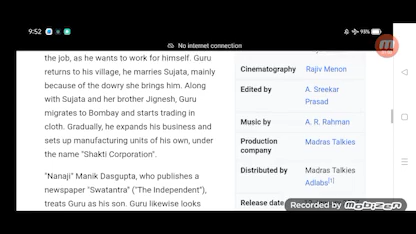 9:52
93%
No internet connection
the job, as he wants to work for himself. Guru
returns to his village, he marries Sujata, mainly
because of the dowry she brings him. Along
with Sujata and her brother Jignesh, Guru
migrates to Bombay and starts trading in
cloth. Gradually, he expands his business and
sets up manufacturing units of his own, under
the name "Shakti Corporation".
"Nanaji" Manik Dasgupta, who publishes a
newspaper "Swatantra" ("The Independent"),
treats Guru as his son. Guru likewise looks
Cinematography Rajiv Menon
Edited by A. Sreekar
Prasad
Music by A. R. Rahman
Production Madras Talkies
company
Distributed by Madras Talkies
Adlabs[1]
Release date
Recorded by mobizen